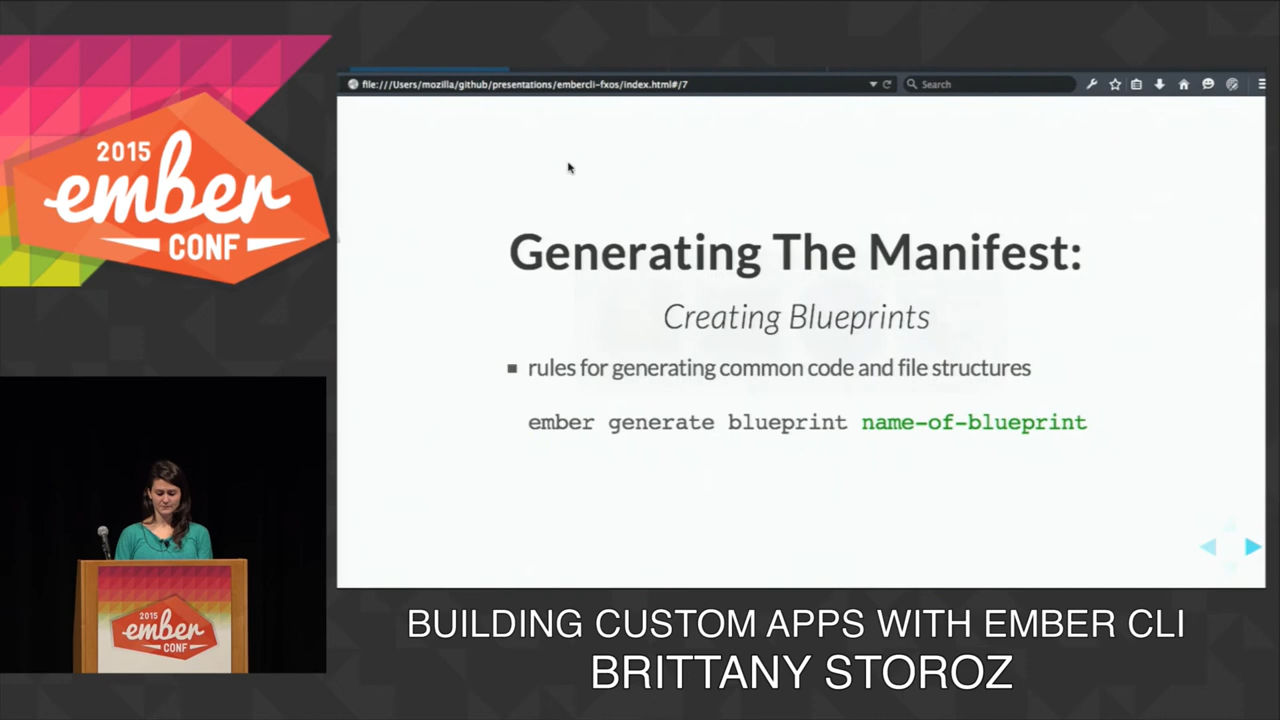 2015
ember
CONF
file:///Users/mozilla/github/presentations/embercli-fxos/index.html#/7
Search
Generating The Manifest:
Creating Blueprints
rules for generating common code and file structures
ember generate blueprint name-of-blueprint
2015
ember
CONF
BUILDING CUSTOM APPS WITH EMBER CLI
BRITTANY STOROZ